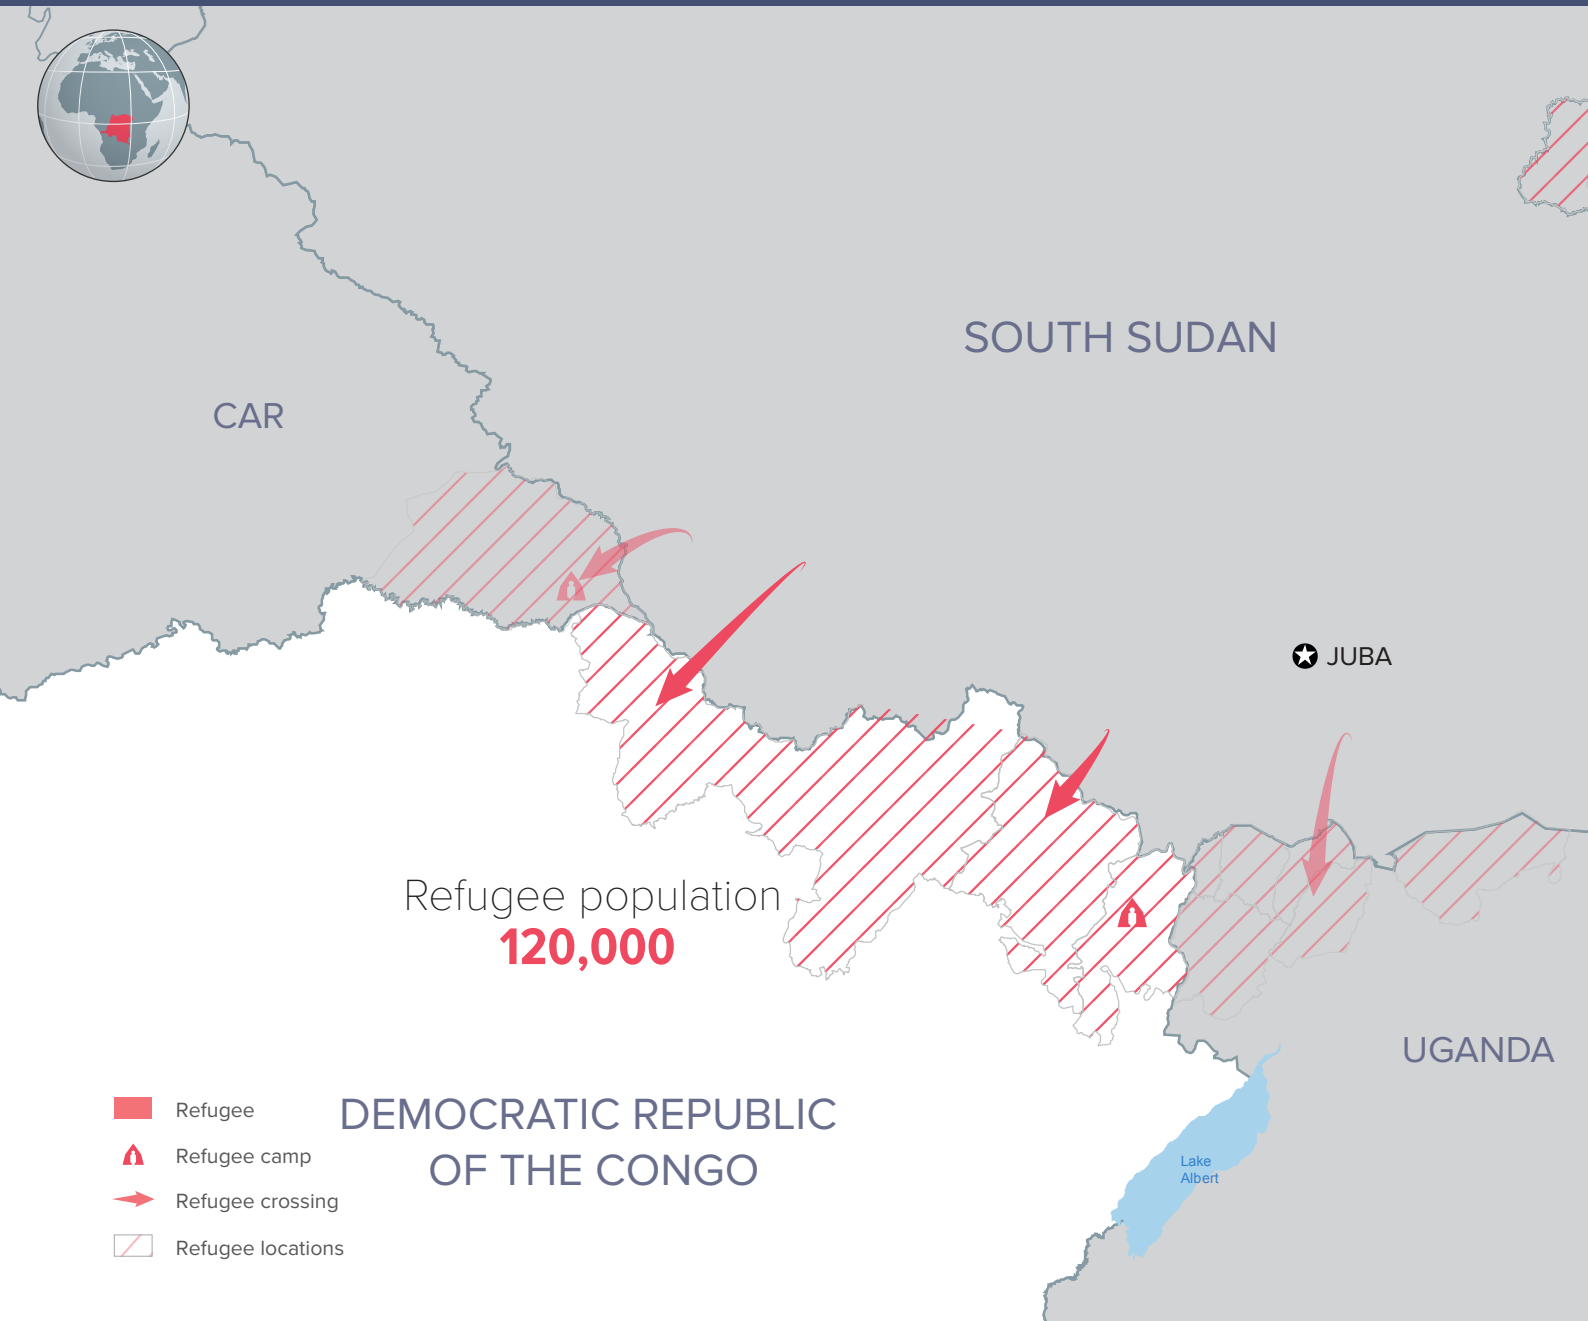 SOUTH SUDAN
CAR
JUBA
Refugee population
120,000
UGANDA
DEMOCRATIC REPUBLIC
OF THE CONGO
Lake
Albert
Refugee
Refugee camp
Refugee crossing
Refugee locations